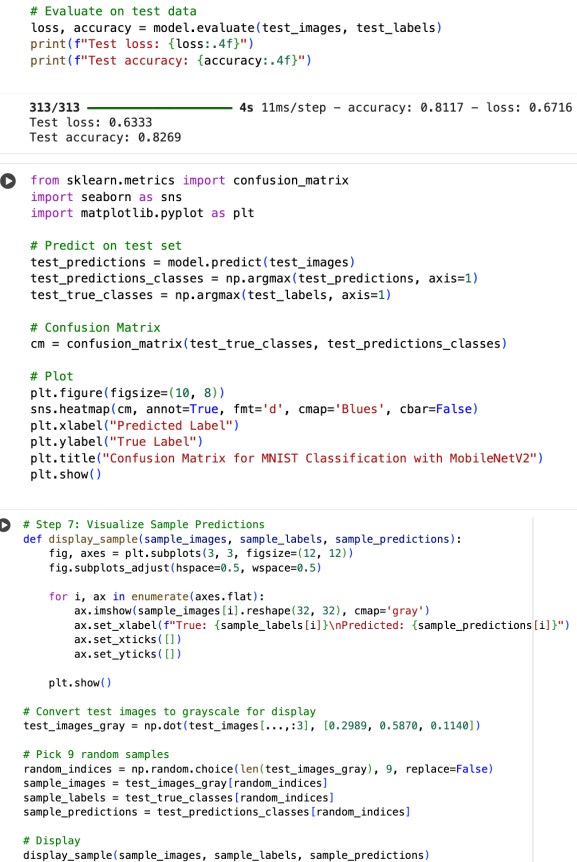 # Evaluate on test data
loss, accuracy = model.evaluate(test_images, test_labels)
print(f"Test loss: {loss:.4f}")
print(f"Test accuracy: {accuracy:.4f}")
313/313 ━━━━━━━━━━━━━━━━━━━━ 4s 11ms/step - accuracy: 0.8117 - loss: 0.6716
Test loss: 0.6333
Test accuracy: 0.8269
from sklearn.metrics import confusion_matrix
import seaborn as sns
import matplotlib.pyplot as plt
# Predict on test set
test_predictions = model.predict(test_images)
test_predictions_classes = np.argmax(test_predictions, axis=1)
test_true_classes = np.argmax(test_labels, axis=1)
# Confusion Matrix
cm = confusion_matrix(test_true_classes, test_predictions_classes)
# Plot
plt.figure(figsize=(10, 8))
sns.heatmap(cm, annot=True, fmt='d', cmap='Blues', cbar=False)
plt.xlabel("Predicted Label")
plt.ylabel("True Label")
plt.title("Confusion Matrix for MNIST Classification with MobileNetV2")
plt.show()
# Step 7: Visualize Sample Predictions
def display_sample(sample_images, sample_labels, sample_predictions):
    fig, axes = plt.subplots(3, 3, figsize=(12, 12))
    fig.subplots_adjust(hspace=0.5, wspace=0.5)
    for i, ax in enumerate(axes.flat):
        ax.imshow(sample_images[i].reshape(32, 32), cmap='gray')
        ax.set_xlabel(f"True: {sample_labels[i]}\nPredicted: {sample_predictions[i]}")
        ax.set_xticks([])
        ax.set_yticks([])
    plt.show()
# Convert test images to grayscale for display
test_images_gray = np.dot(test_images[...,:3], [0.2989, 0.5870, 0.1140])
# Pick 9 random samples
random_indices = np.random.choice(len(test_images_gray), 9, replace=False)
sample_images = test_images_gray[random_indices]
sample_labels = test_true_classes[random_indices]
sample_predictions = test_predictions_classes[random_indices]
# Display
display_sample(sample_images, sample_labels, sample_predictions)